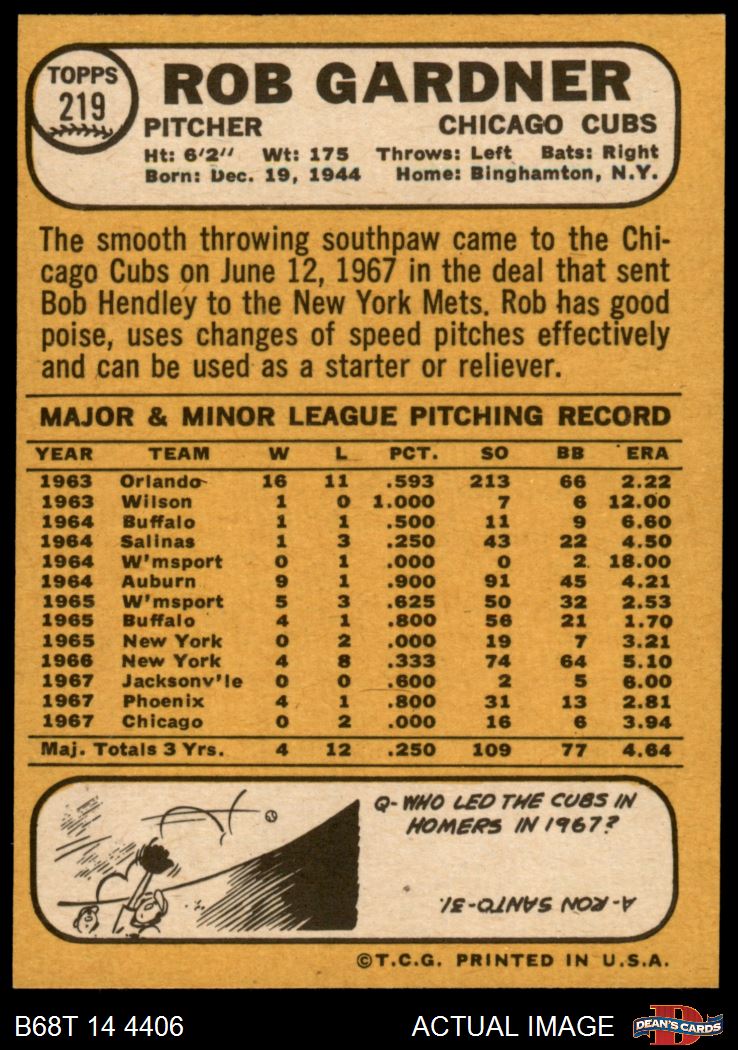 TOPPS
219
ROB GARDNER
PITCHER CHICAGO CUBS
Ht: 6'2" Wt: 175 Throws: Left Bats: Right
Born: Dec. 19, 1944 Home: Binghamton, N.Y.
The smooth throwing southpaw came to the Chi-
cago Cubs on June 12, 1967 in the deal that sent
Bob Hendley to the New York Mets. Rob has good
poise, uses changes of speed pitches effectively
and can be used as a starter or reliever.
MAJOR & MINOR LEAGUE PITCHING RECORD
YEAR TEAM W L PCT. SO BB ERA
1963 Orlando 16 11 .593 213 66 2.22
1963 Wilson 1 0 1.000 7 6 12.00
1964 Buffalo 1 1 .500 11 9 6.60
1964 Salinas 1 3 .250 43 22 4.50
1964 W'msport 0 1 .000 0 2 18.00
1964 Auburn 9 1 .900 91 45 4.21
1965 W'msport 5 3 .625 50 32 2.53
1965 Buffalo 4 1 .800 56 21 1.70
1965 New York 0 2 .000 19 7 3.21
1966 New York 4 8 .333 74 64 5.10
1967 Jacksonv'le 0 0 .600 2 5 6.00
1967 Phoenix 4 1 .800 31 13 2.81
1967 Chicago 0 2 .000 16 6 3.94
Maj. Totals 3 Yrs. 4 12 .250 109 77 4.64
Q- WHO LED THE CUBS IN
HOMERS IN 1967?
A- RON SANTO-31.
©T.C.G. PRINTED IN U.S.A.
B68T 14 4406 ACTUAL IMAGE
D
DEAN'S CARDS